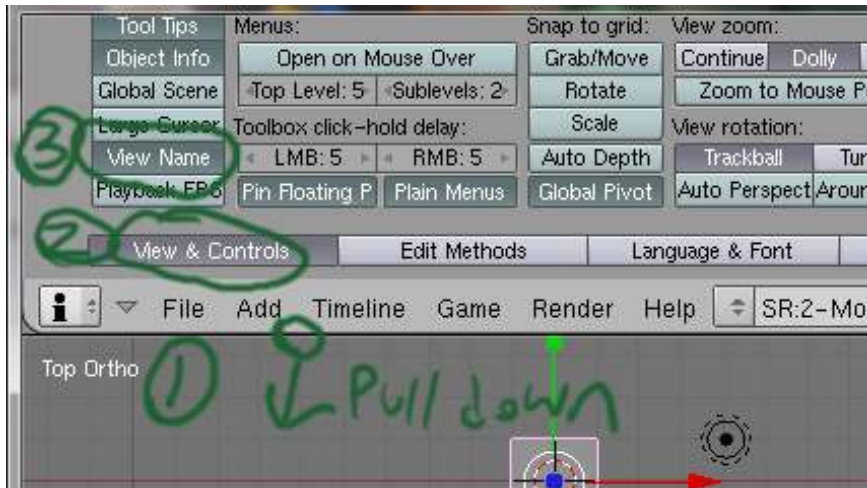 Tool Tips Menus: Snap to grid: View zoom:
Object Info Open on Mouse Over Grab/Move Continue Dolly
Global Scene Top Level: 5 Sublevels: 2 Rotate Zoom to Mouse P
Large Cursor Toolbox click-hold delay: Scale View rotation:
3 View Name LMB: 5 RMB: 5 Auto Depth Trackball Tur
Playback FPS Pin Floating P Plain Menus Global Pivot Auto Perspect Aroun
2 View & Controls Edit Methods Language & Font
i File Add Timeline Game Render Help SR:2-Mo
Top Ortho 1 Pull down